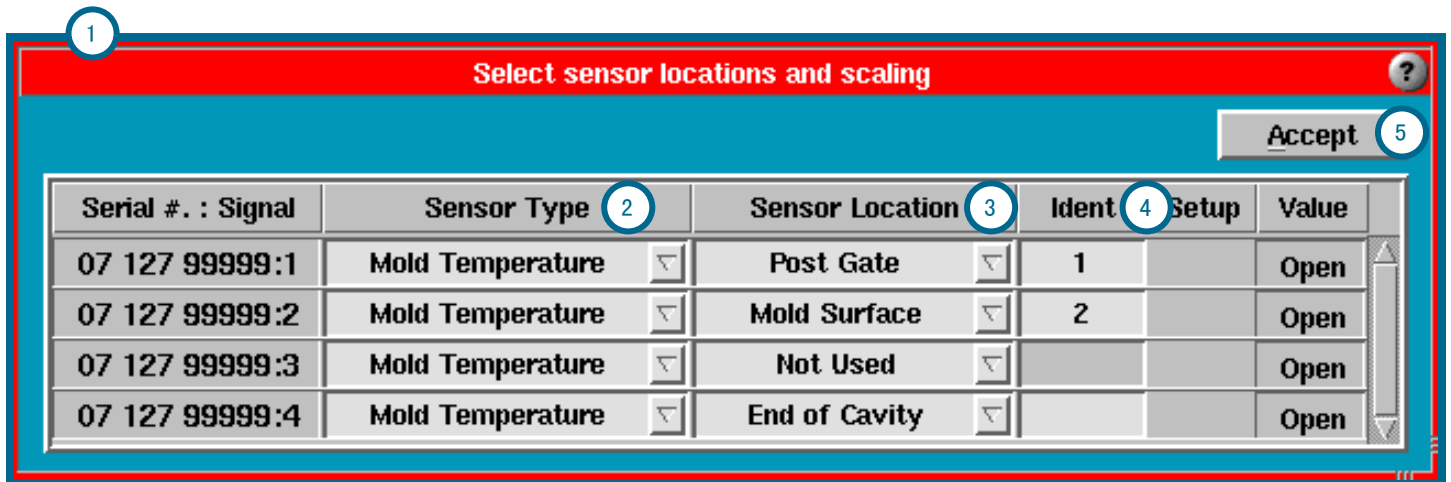 1
Select sensor locations and scaling ?
Accept 5
Serial #. : Signal Sensor Type 2 Sensor Location 3 Ident 4 Setup Value
07 127 99999:1 Mold Temperature Post Gate 1 Open
07 127 99999:2 Mold Temperature Mold Surface 2 Open
07 127 99999:3 Mold Temperature Not Used Open
07 127 99999:4 Mold Temperature End of Cavity Open